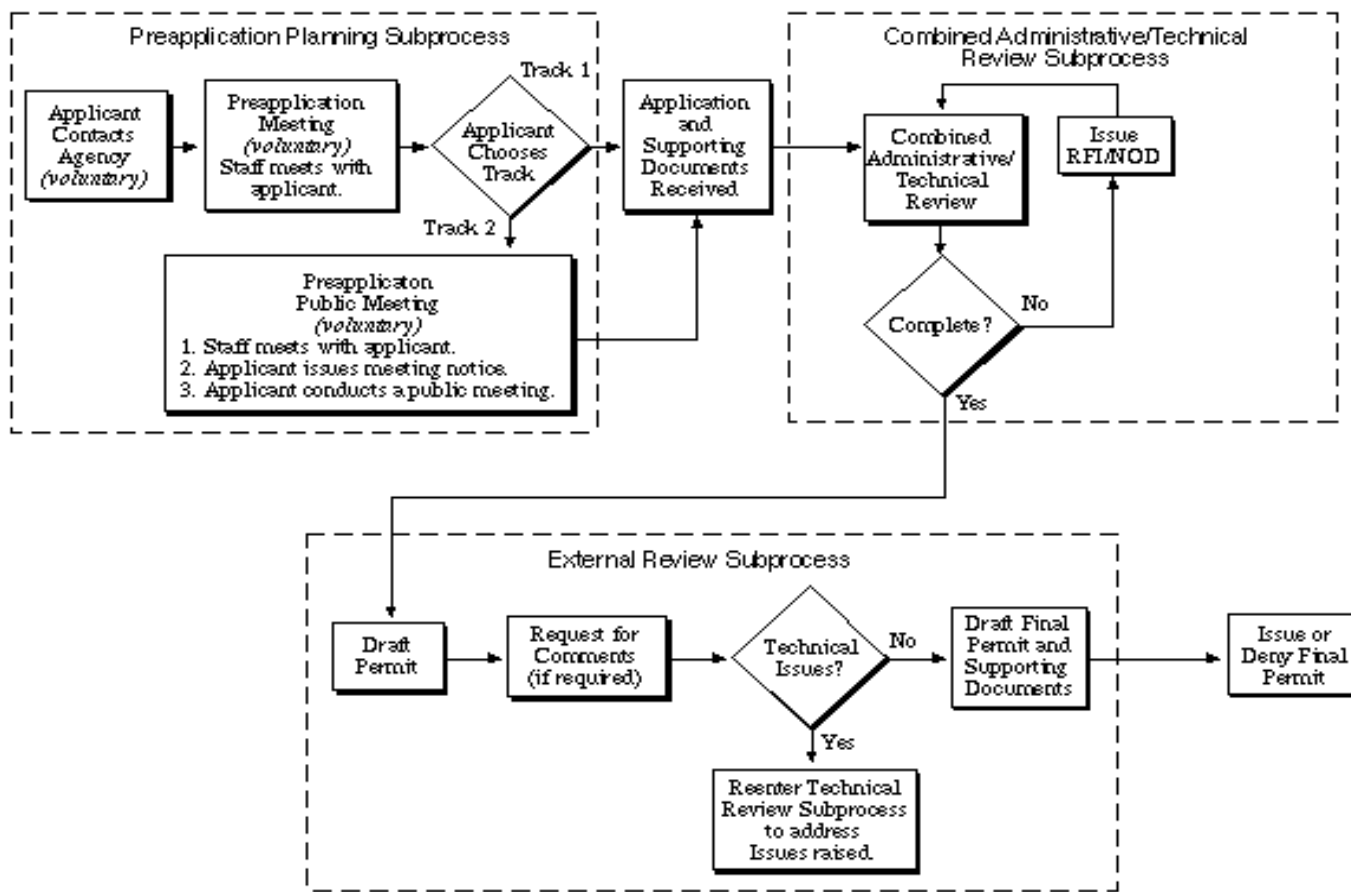 Preapplication Planning Subprocess
Applicant
Contacts
Agency
(voluntary)
Preapplication
Meeting
(voluntary)
Staff meets with
applicant.
Track 1
Applicant
Chooses
Track
Track 2
Preapplicaton
Public Meeting
(voluntary)
1. Staff meets with applicant.
2. Applicant issues meeting notice.
3. Applicant conducts a public meeting.
Application
and
Supporting
Documents
Received
Combined Administrative/Technical
Review Subprocess
Combined
Administrative/
Technical
Review
Issue
RFI/NOD
Complete?
No
Yes
External Review Subprocess
Draft
Permit
Request for
Comments
(if required)
Technical
Issues?
No
Yes
Reenter Technical
Review Subprocess
to address
Issues raised.
Draft Final
Permit and
Supporting
Documents
Issue or
Deny Final
Permit